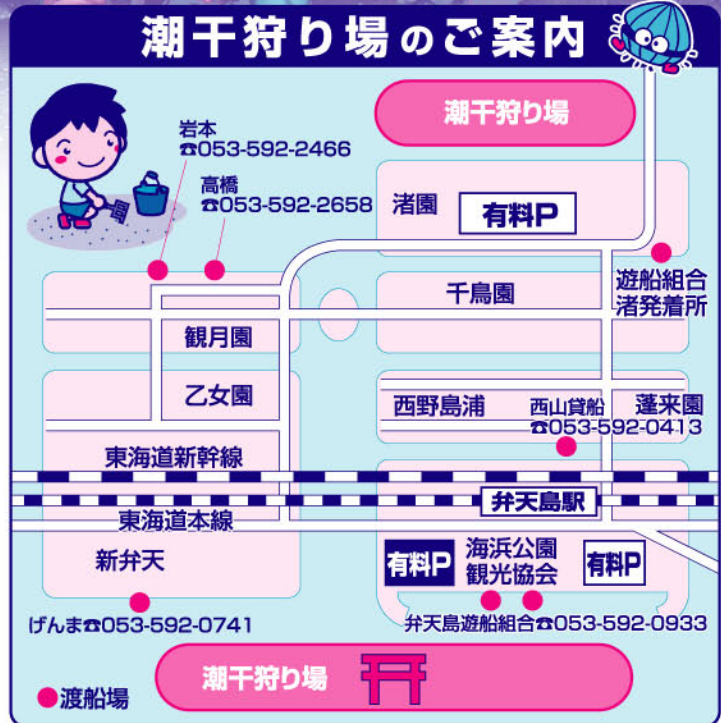 潮干狩り場のご案内
潮干狩り場
岩本
☎053-592-2466
高橋
☎053-592-2658
渚園
有料P
遊船組合
渚発着所
千鳥園
観月園
乙女園
西野島浦
西山貸船
☎053-592-0413
蓬来園
東海道新幹線
弁天島駅
東海道本線
新弁天
有料P
海浜公園
観光協会
有料P
げんま☎053-592-0741
弁天島遊船組合☎053-592-0933
潮干狩り場
●渡船場